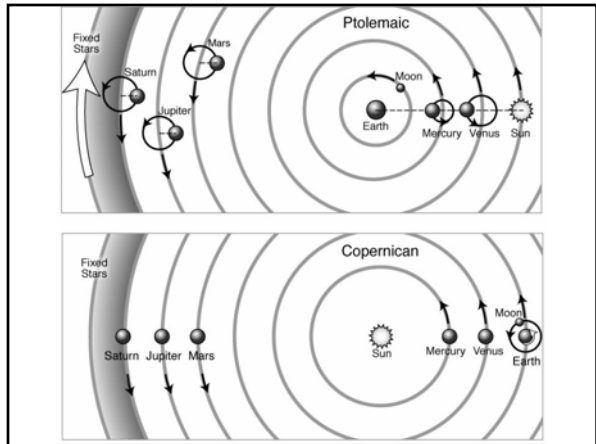 Ptolemaic
Fixed
Stars
Saturn
Mars
Jupiter
Moon
Earth
Mercury
Venus
Sun
Copernican
Fixed
Stars
Saturn
Jupiter
Mars
Sun
Mercury
Venus
Moon
Earth